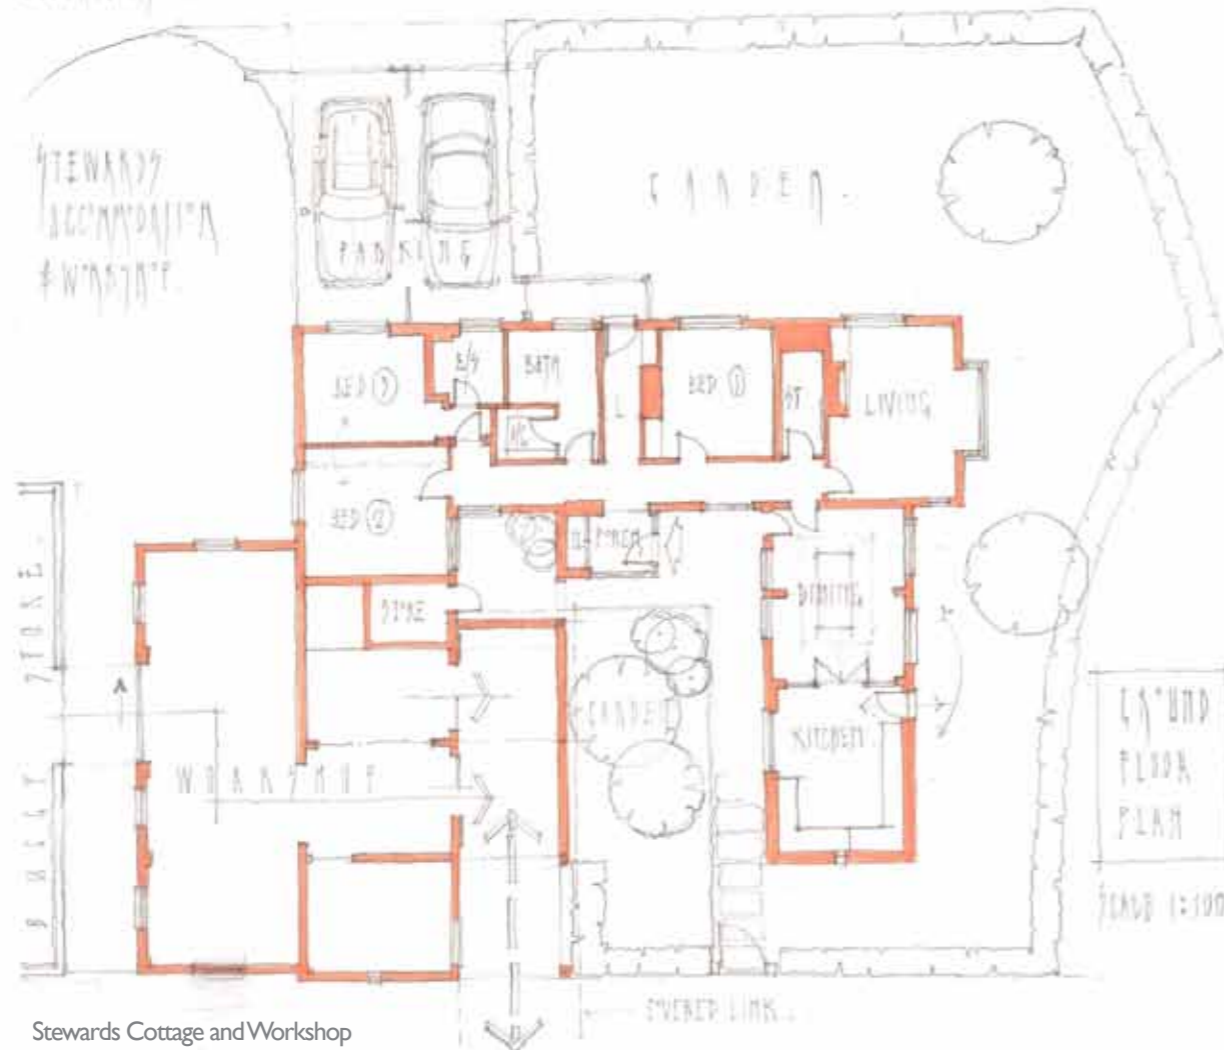 STEWARDS
ACCOMMODATION
& WORKSHOP.
PARKING
GARDEN.
BED 3
E/S
BATH
A/C
L
BED 1
ST.
LIVING
BED 2
PORCH
DINING
STORE
STORE.
GARDEN
KITCHEN.
WORKSHOP
GROUND
FLOOR
PLAN
SCALE 1:100
COVERED LINK.
Stewards Cottage and Workshop